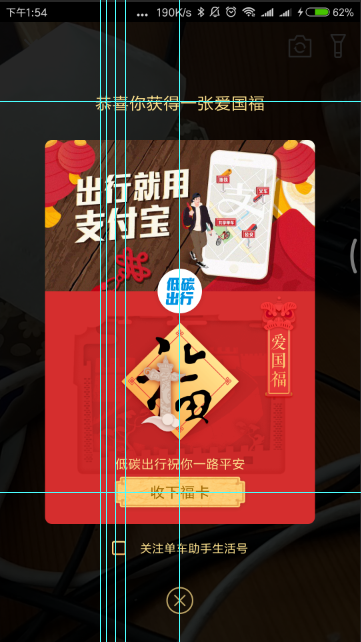 下午1:54
... 190K/s 62%
恭喜你获得一张爱国福
出行就用
支付宝
支
低碳
出行
爱国福
福
低碳出行祝你一路平安
收下福卡
关注单车助手生活号